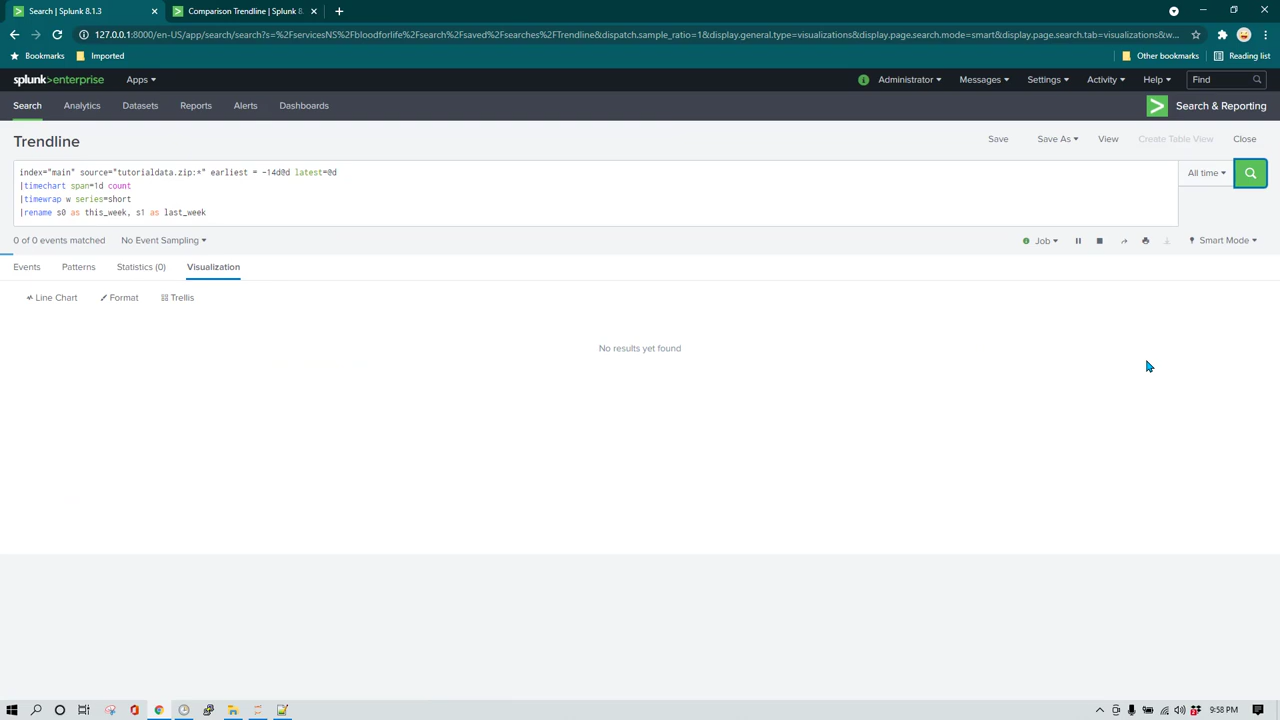 Search | Splunk 8.1.3
Comparison Trendline | Splunk 8.
127.0.0.1:8000/en-US/app/search/search?s=%2FservicesNS%2Fbloodforlife%2Fsearch%2Fsaved%2Fsearches%2FTrendline&dispatch.sample_ratio=1&display.general.type=visualizations&display.page.search.mode=smart&display.page.search.tab=visualizations&w...
Bookmarks
Imported
Other bookmarks
Reading list
splunk>enterprise
Apps
Administrator
Messages
Settings
Activity
Help
Find
Search
Analytics
Datasets
Reports
Alerts
Dashboards
Search & Reporting
Trendline
Save
Save As
View
Create Table View
Close
index="main" source="tutorialdata.zip:*" earliest = -14d@d latest=@d
|timechart span=1d count
|timewrap w series=short
|rename s0 as this_week, s1 as last_week
All time
0 of 0 events matched
No Event Sampling
Job
Smart Mode
Events
Patterns
Statistics (0)
Visualization
Line Chart
Format
Trellis
No results yet found
9:58 PM